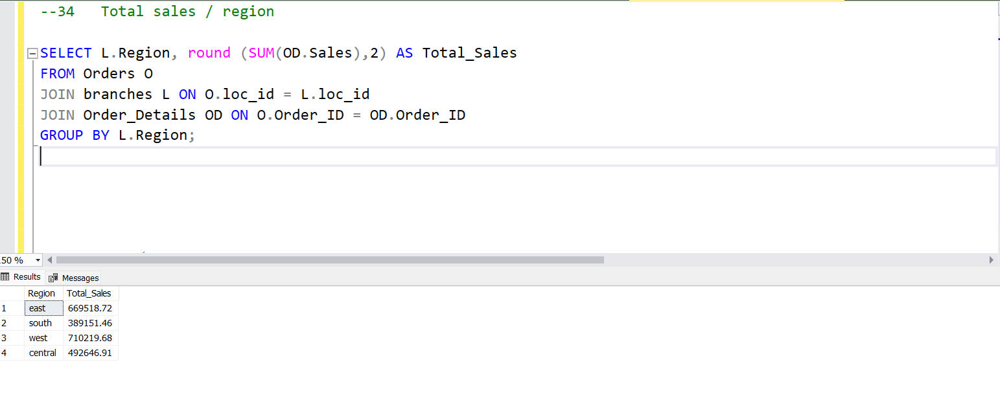 --34   Total sales / region
SELECT L.Region, round (SUM(OD.Sales),2) AS Total_Sales
FROM Orders O
JOIN branches L ON O.loc_id = L.loc_id
JOIN Order_Details OD ON O.Order_ID = OD.Order_ID
GROUP BY L.Region;
50 %
Results Messages
Region Total_Sales
1 east 669518.72
2 south 389151.46
3 west 710219.68
4 central 492646.91